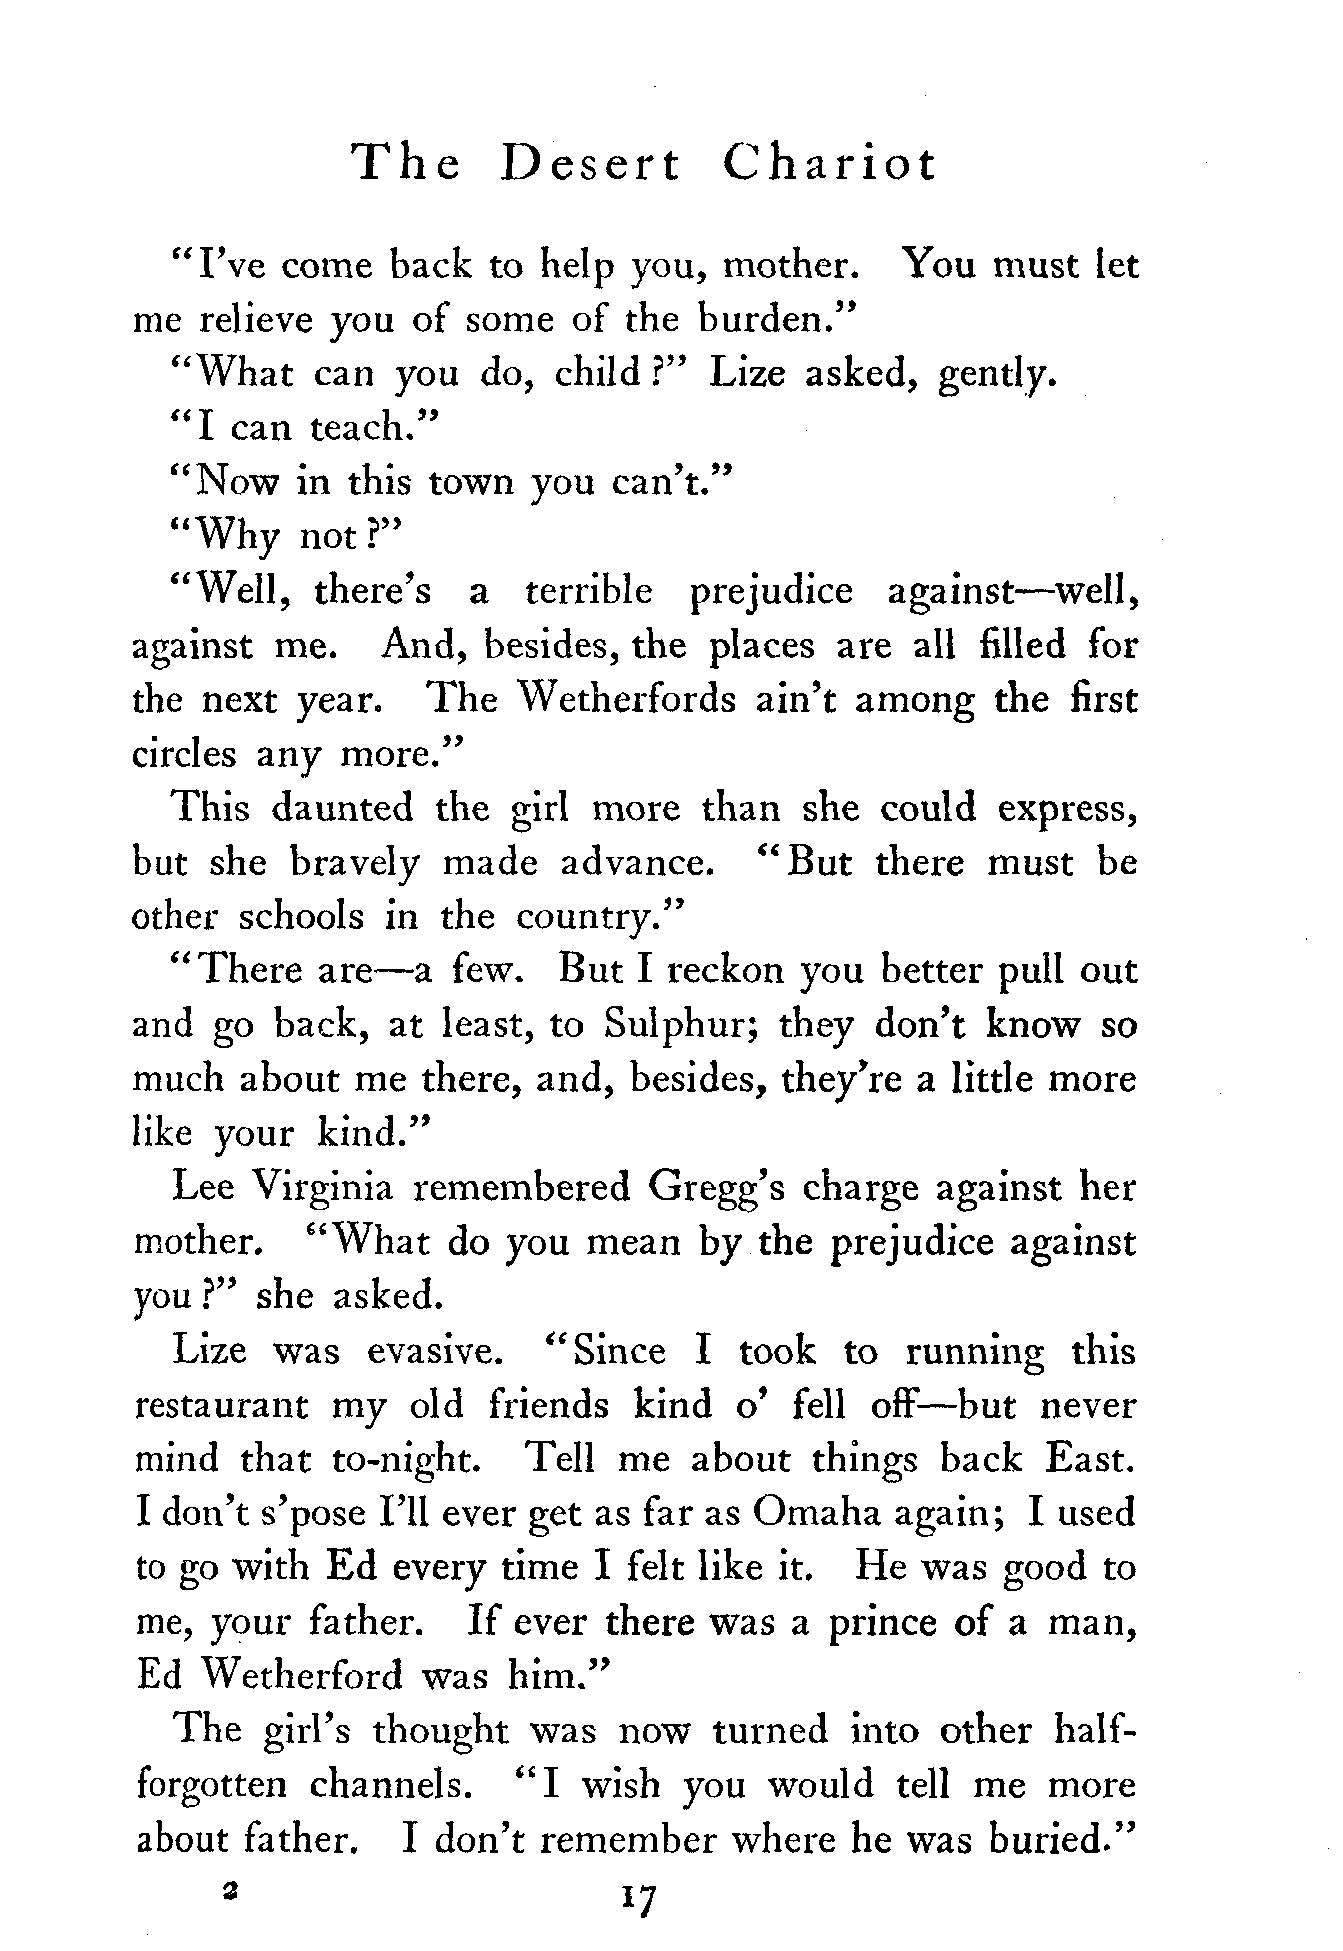 The Desert Chariot
"I've come back to help you, mother. You must let
me relieve you of some of the burden."
"What can you do, child?" Lize asked, gently.
"I can teach."
"Now in this town you can't."
"Why not?"
"Well, there's a terrible prejudice against—well,
against me. And, besides, the places are all filled for
the next year. The Wetherfords ain't among the first
circles any more."
This daunted the girl more than she could express,
but she bravely made advance. "But there must be
other schools in the country."
"There are—a few. But I reckon you better pull out
and go back, at least, to Sulphur; they don't know so
much about me there, and, besides, they're a little more
like your kind."
Lee Virginia remembered Gregg's charge against her
mother. "What do you mean by the prejudice against
you?" she asked.
Lize was evasive. "Since I took to running this
restaurant my old friends kind o' fell off—but never
mind that to-night. Tell me about things back East.
I don't s'pose I'll ever get as far as Omaha again; I used
to go with Ed every time I felt like it. He was good to
me, your father. If ever there was a prince of a man,
Ed Wetherford was him."
The girl's thought was now turned into other half-
forgotten channels. "I wish you would tell me more
about father. I don't remember where he was buried."
2 17